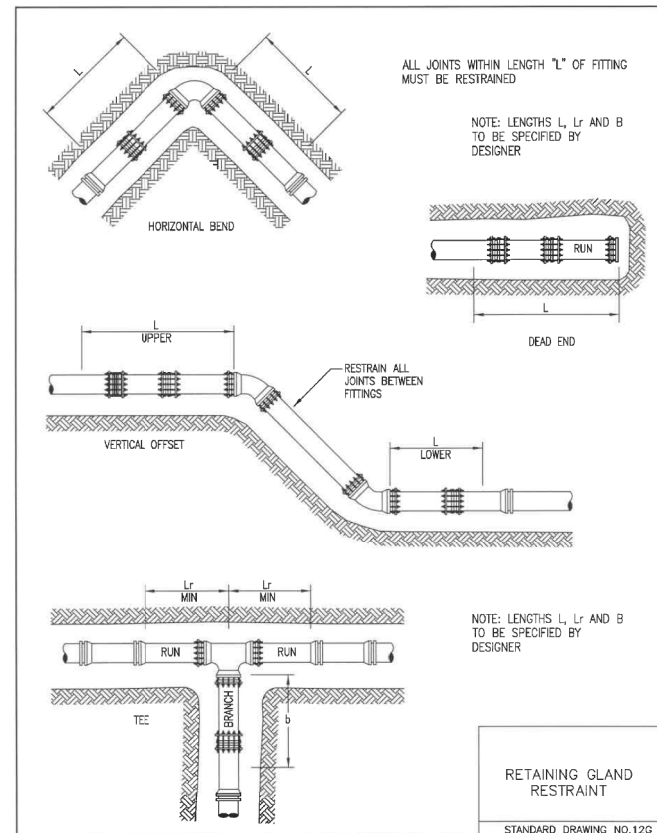 L
L
ALL JOINTS WITHIN LENGTH "L" OF FITTING
MUST BE RESTRAINED
NOTE: LENGTHS L, Lr AND B
TO BE SPECIFIED BY
DESIGNER
HORIZONTAL BEND
RUN
L
DEAD END
L
UPPER
RESTRAIN ALL
JOINTS BETWEEN
FITTINGS
VERTICAL OFFSET
L
LOWER
Lr
MIN
Lr
MIN
NOTE: LENGTHS L, Lr AND B
TO BE SPECIFIED BY
DESIGNER
RUN
RUN
BRANCH
b
TEE
RETAINING GLAND
RESTRAINT
STANDARD DRAWING NO.12G